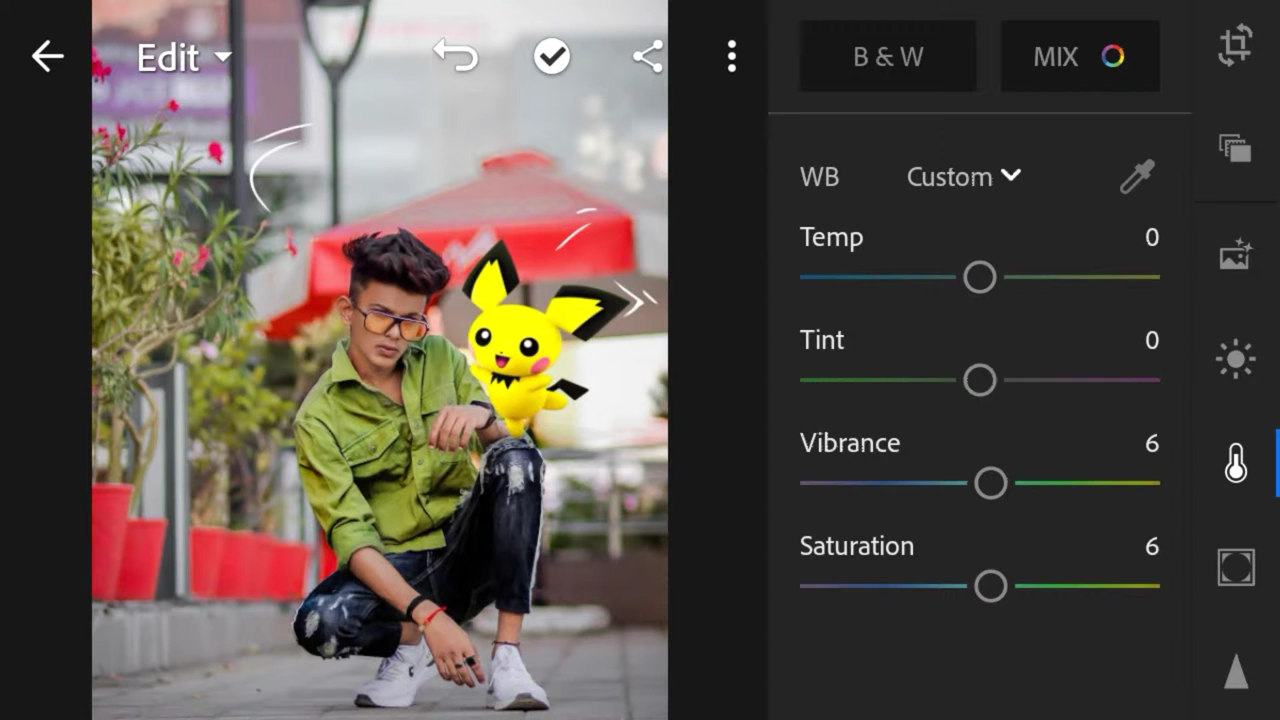 Edit
B & W
MIX
WB
Custom
Temp
0
Tint
0
Vibrance
6
Saturation
6